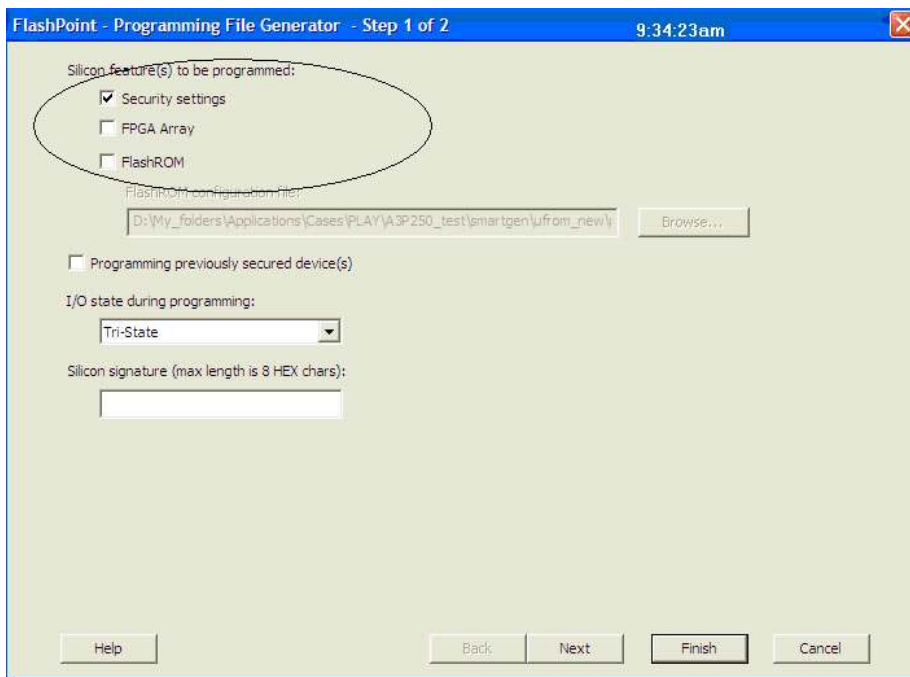 FlashPoint - Programming File Generator - Step 1 of 2 9:34:23am
Silicon feature(s) to be programmed:
Security settings
FPGA Array
FlashROM
FlashROM configuration file:
D:\My_folders\Applications\Cases\PLAY\A3P250_test\smartgen\ufrom_new\ Browse...
Programming previously secured device(s)
I/O state during programming:
Tri-State
Silicon signature (max length is 8 HEX chars):
Help Back Next Finish Cancel